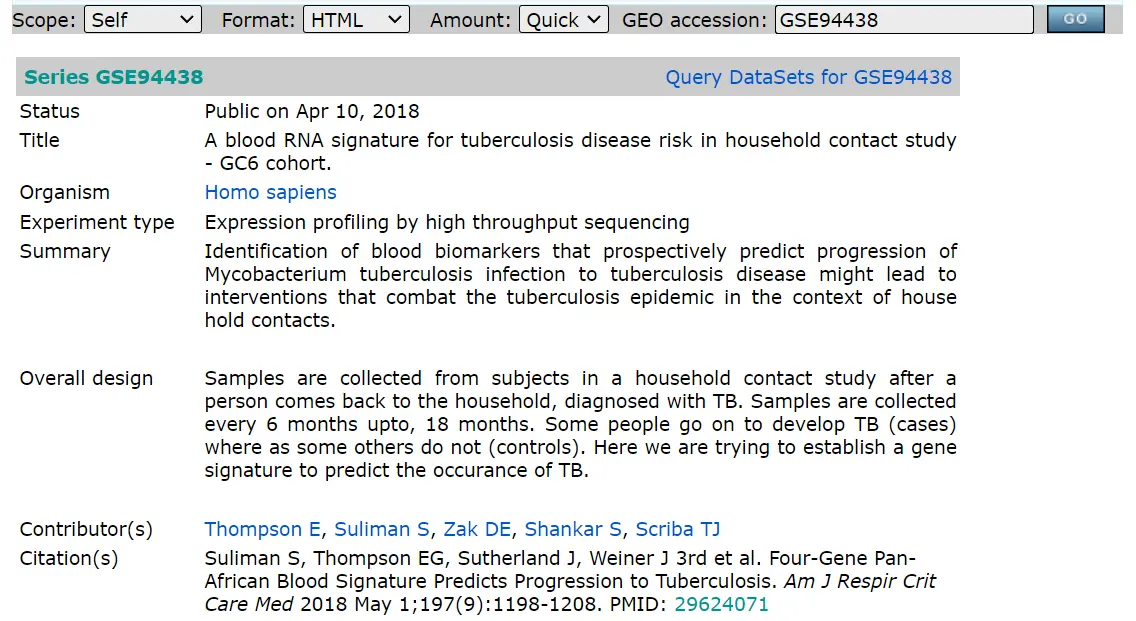 Scope: Self Format: HTML Amount: Quick GEO accession: GSE94438 GO
Series GSE94438 Query DataSets for GSE94438
Status Public on Apr 10, 2018
Title A blood RNA signature for tuberculosis disease risk in household contact study
- GC6 cohort.
Organism Homo sapiens
Experiment type Expression profiling by high throughput sequencing
Summary Identification of blood biomarkers that prospectively predict progression of
Mycobacterium tuberculosis infection to tuberculosis disease might lead to
interventions that combat the tuberculosis epidemic in the context of house
hold contacts.
Overall design Samples are collected from subjects in a household contact study after a
person comes back to the household, diagnosed with TB. Samples are collected
every 6 months upto, 18 months. Some people go on to develop TB (cases)
where as some others do not (controls). Here we are trying to establish a gene
signature to predict the occurance of TB.
Contributor(s) Thompson E, Suliman S, Zak DE, Shankar S, Scriba TJ
Citation(s) Suliman S, Thompson EG, Sutherland J, Weiner J 3rd et al. Four-Gene Pan-
African Blood Signature Predicts Progression to Tuberculosis. Am J Respir Crit
Care Med 2018 May 1;197(9):1198-1208. PMID: 29624071